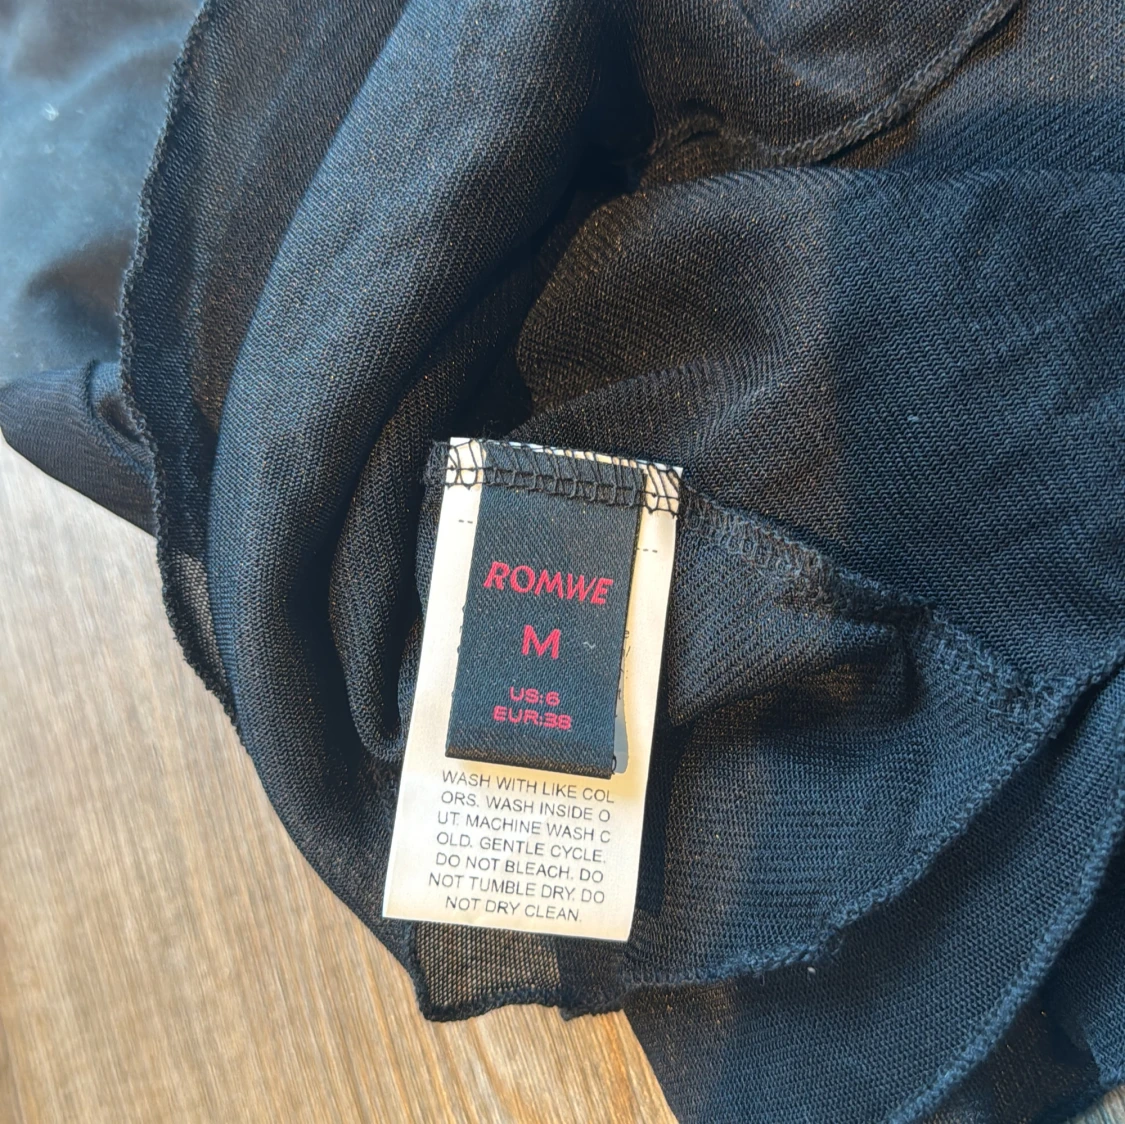 ROMWE
M
US:6
EUR:38
WASH WITH LIKE COL
ORS. WASH INSIDE O
UT. MACHINE WASH C
OLD. GENTLE CYCLE.
DO NOT BLEACH. DO
NOT TUMBLE DRY. DO
NOT DRY CLEAN.